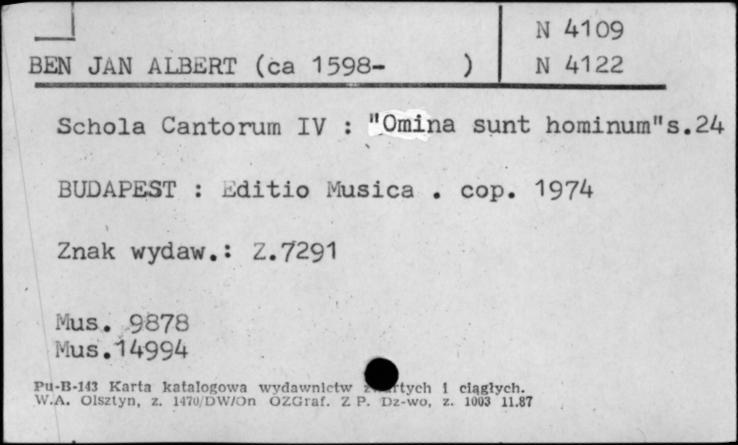 N 4109
BEN JAN ALBERT (ca 1598- ) N 4122
Schola Cantorum IV : "Omina sunt hominum"s.24
BUDAPEST : Editio Musica . cop. 1974
Znak wydaw.: Z.7291
Mus. 9878
Mus.14994
Pu-B-143 Karta katalogowa wydawnictw zwartych i ciągłych.
W.A. Olsztyn, z. 1470/DW/On OZGraf. Z P. Dz-wo, z. 1003 11.87